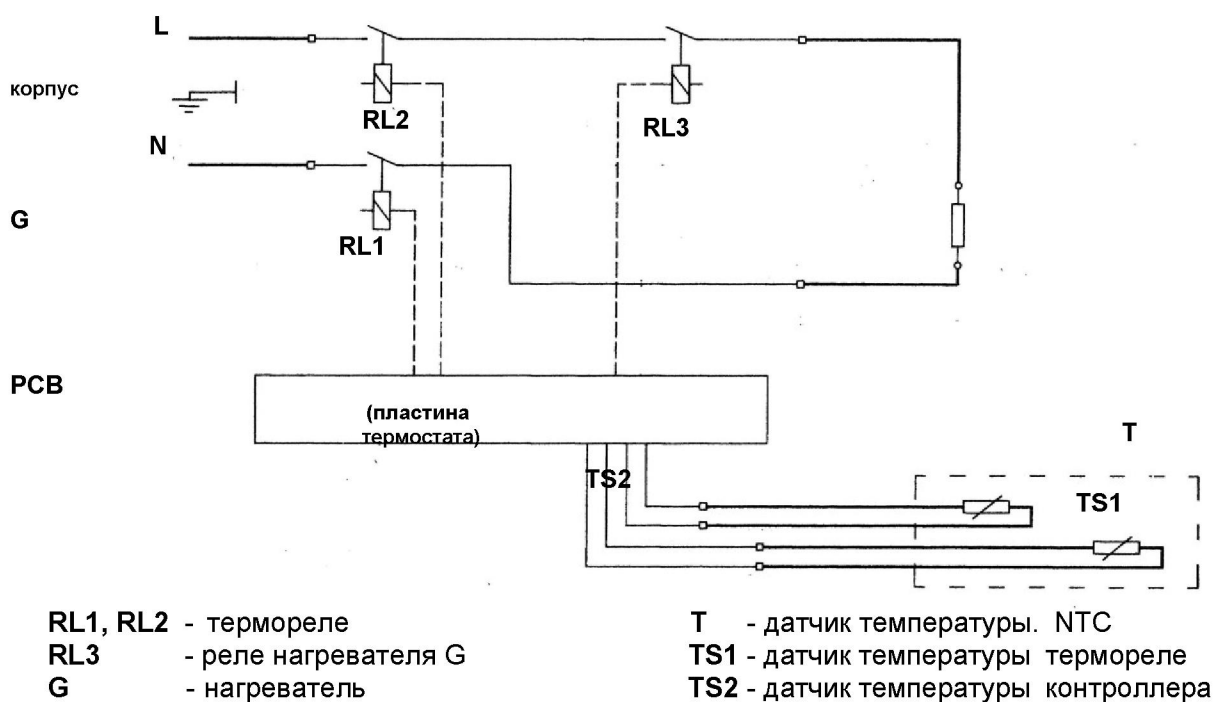 L
корпус
RL2
RL3
N
G
RL1
PCB
(пластина
термостата)
T
TS2
TS1
RL1, RL2 - термореле
RL3 - реле нагревателя G
G - нагреватель
T - датчик температуры. NTC
TS1 - датчик температуры термореле
TS2 - датчик температуры контроллера